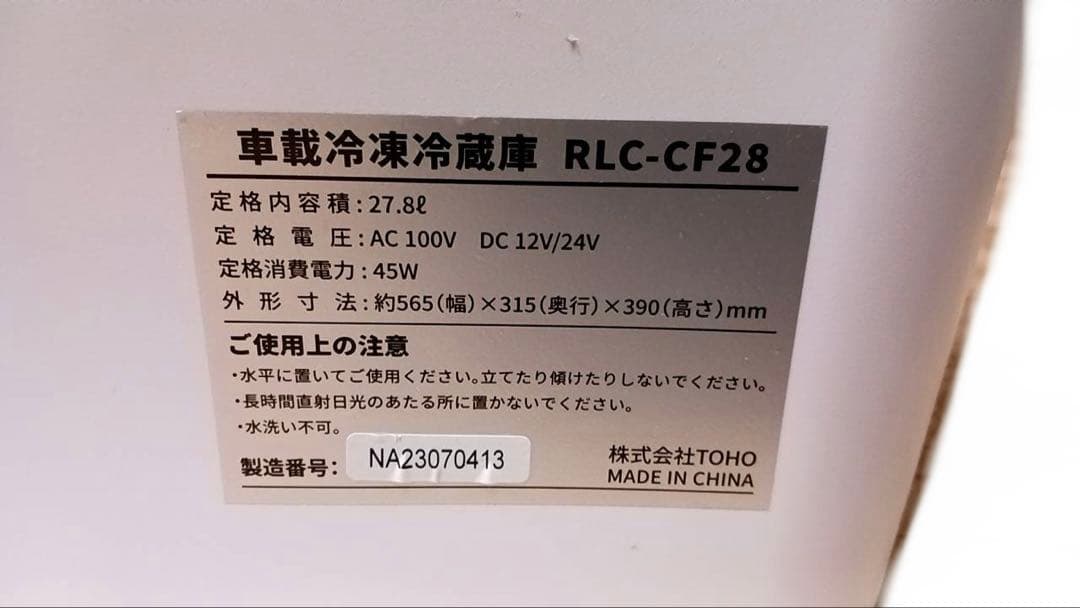 車載冷凍冷蔵庫 RLC-CF28
定格内容積:27.8ℓ
定格電圧:AC 100V DC 12V/24V
定格消費電力:45W
外形寸法:約565(幅)×315(奥行)×390(高さ)mm
ご使用上の注意
・水平に置いてご使用ください。立てたり傾けたりしないでください。
・長時間直射日光のあたる所に置かないでください。
・水洗い不可。
製造番号: NA23070413
株式会社TOHO
MADE IN CHINA